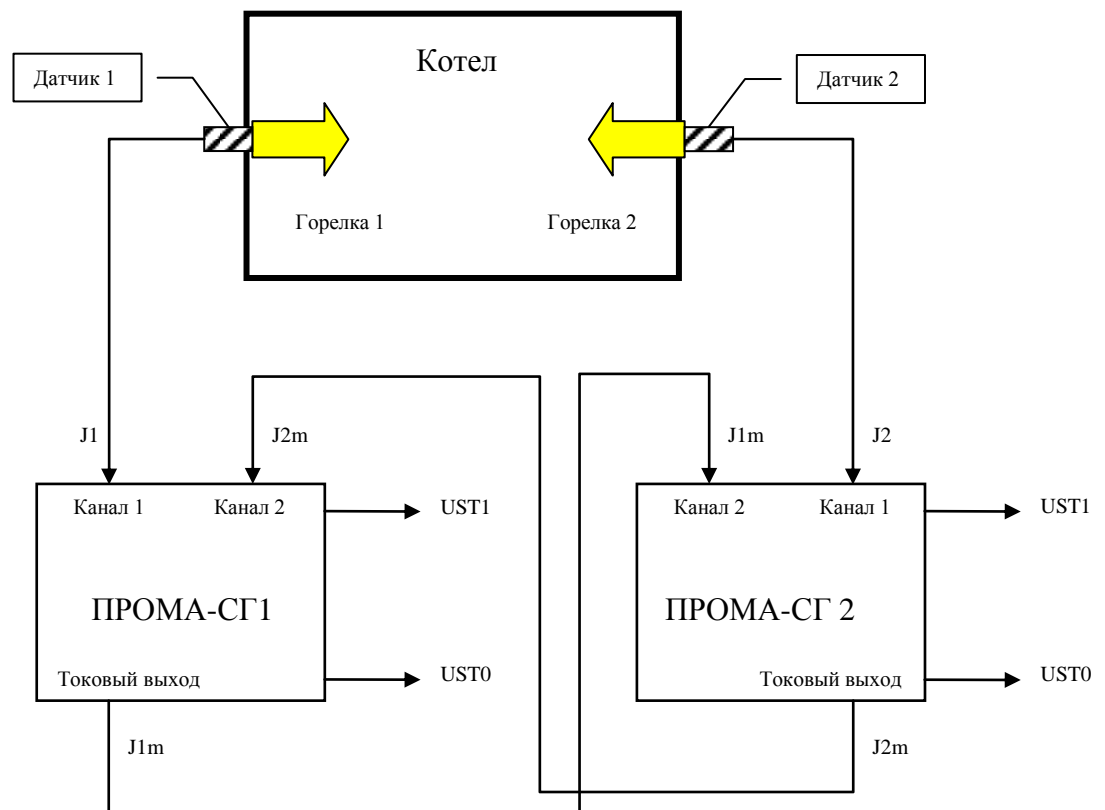 Котел
Датчик 1
Датчик 2
Горелка 1
Горелка 2
J1
J2m
J1m
J2
Канал 1
Канал 2
UST1
Канал 2
Канал 1
UST1
ПРОМА-СГ1
ПРОМА-СГ 2
UST0
UST0
Токовый выход
Токовый выход
J1m
J2m